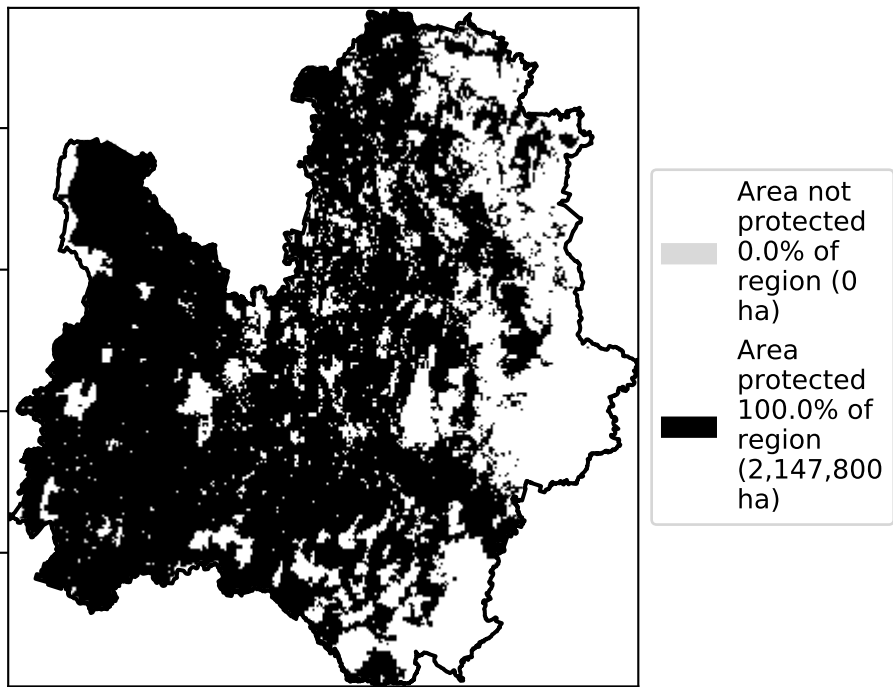 Area not
protected
0.0% of
region (0
ha)
Area
protected
100.0% of
region
(2,147,800
ha)